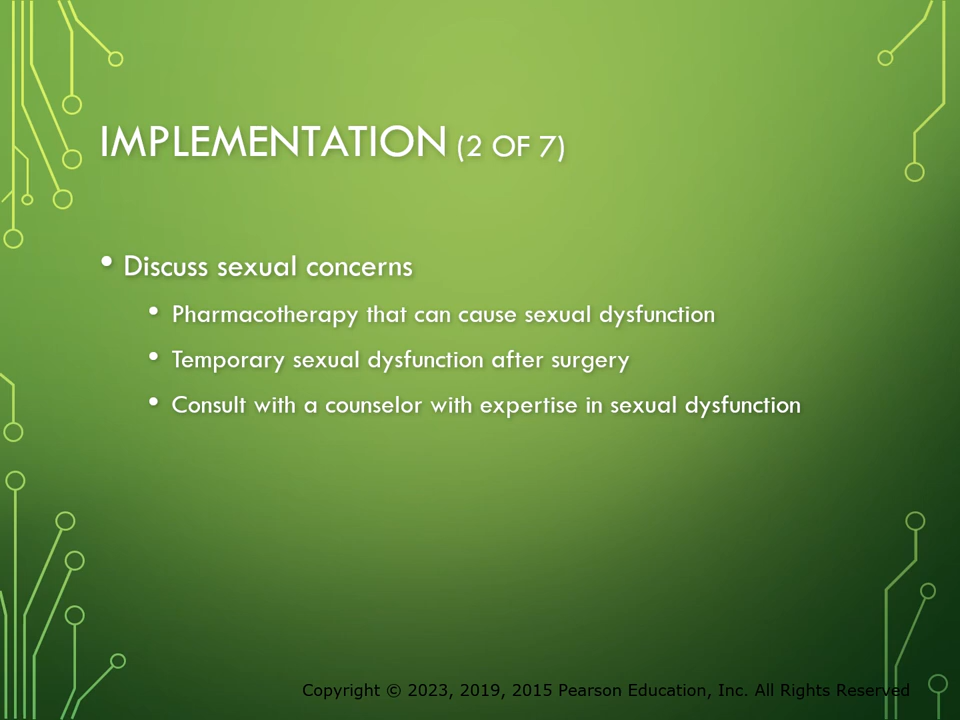 IMPLEMENTATION (2 OF 7)
• Discuss sexual concerns
• Pharmacotherapy that can cause sexual dysfunction
• Temporary sexual dysfunction after surgery
• Consult with a counselor with expertise in sexual dysfunction
Copyright © 2023, 2019, 2015 Pearson Education, Inc. All Rights Reserved